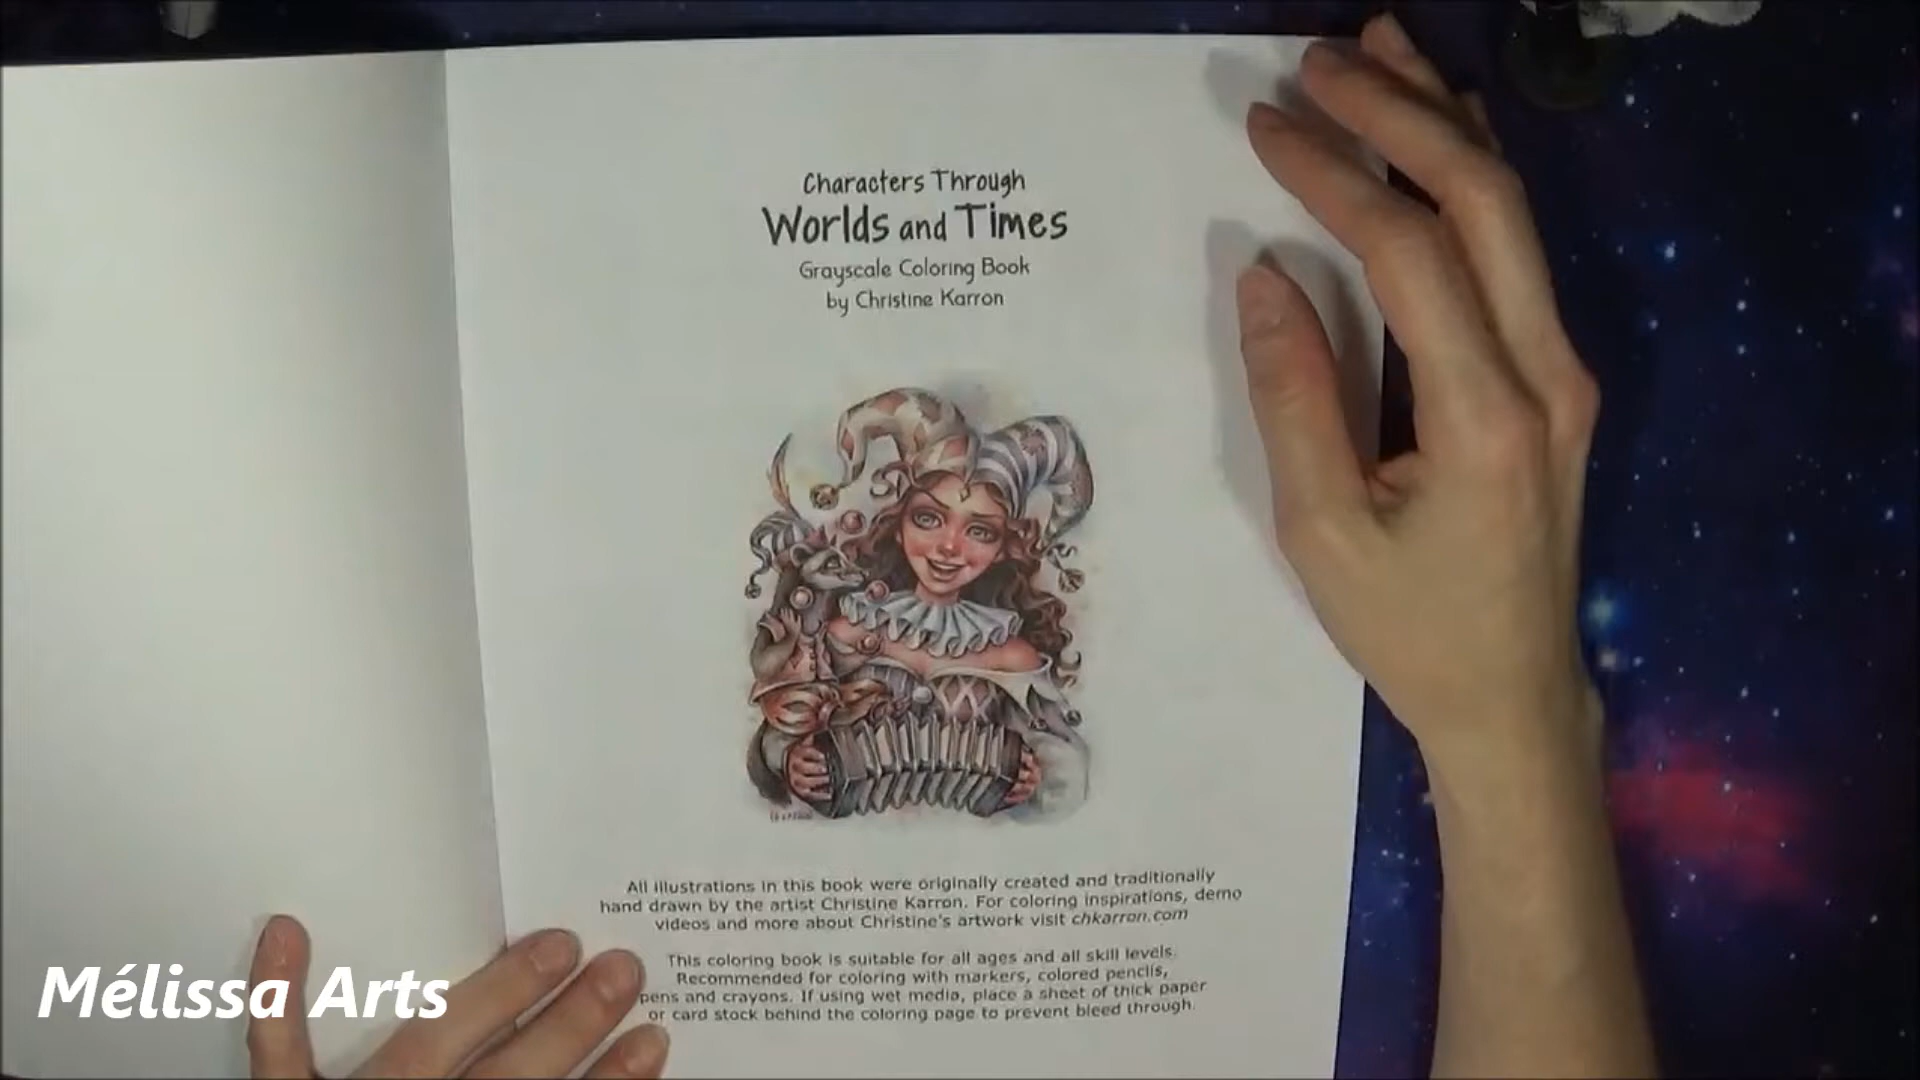 Characters Through
Worlds and Times
Grayscale Coloring Book
by Christine Karron
All illustrations in this book were originally created and traditionally
hand drawn by the artist Christine Karron. For coloring inspirations, demo
videos and more about Christine's artwork visit chkarron.com
This coloring book is suitable for all ages and all skill levels.
Recommended for coloring with markers, colored pencils,
pens and crayons. If using wet media, place a sheet of thick paper
or card stock behind the coloring page to prevent bleed through.
Mélissa Arts